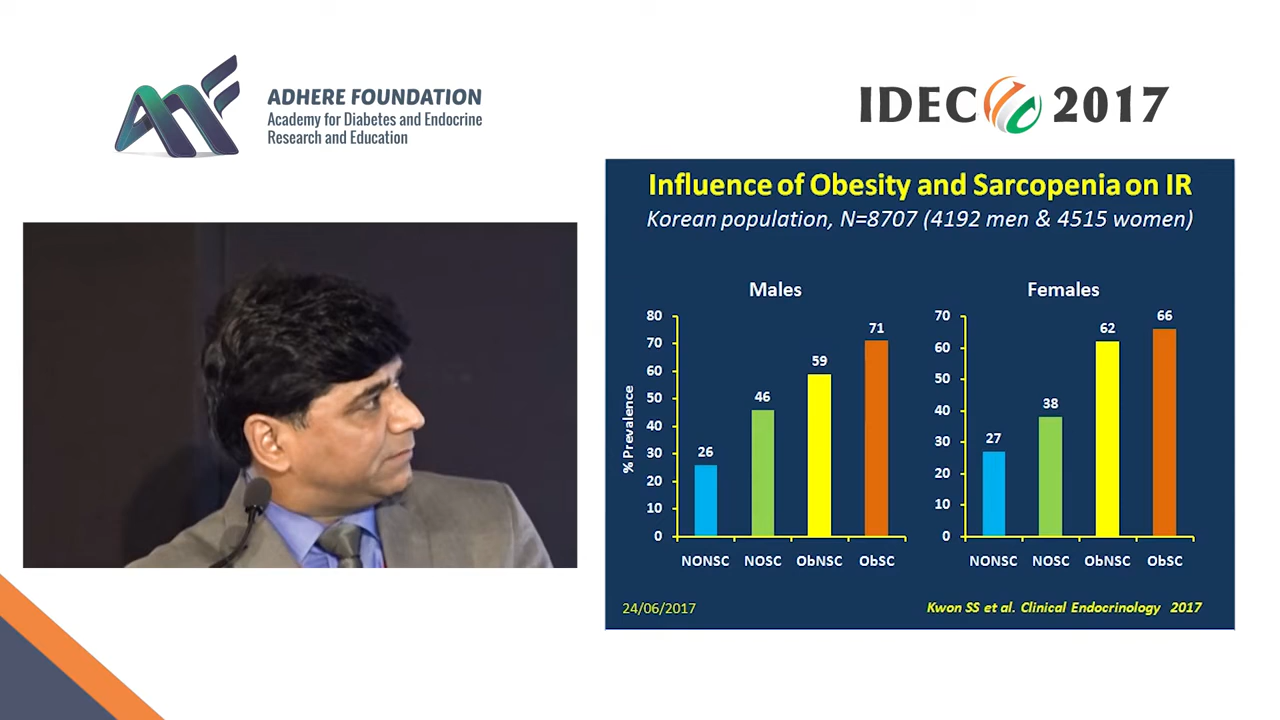 ADHERE FOUNDATION
Academy for Diabetes and Endocrine
Research and Education
IDEC 2017
Influence of Obesity and Sarcopenia on IR
Korean population, N=8707 (4192 men & 4515 women)
Males
% Prevalence
80
70
60
50
40
30
20
10
0
26
46
59
71
NONSC NOSC ObNSC ObSC
Females
70
60
50
40
30
20
10
0
27
38
62
66
NONSC NOSC ObNSC ObSC
24/06/2017
Kwon SS et al. Clinical Endocrinology 2017